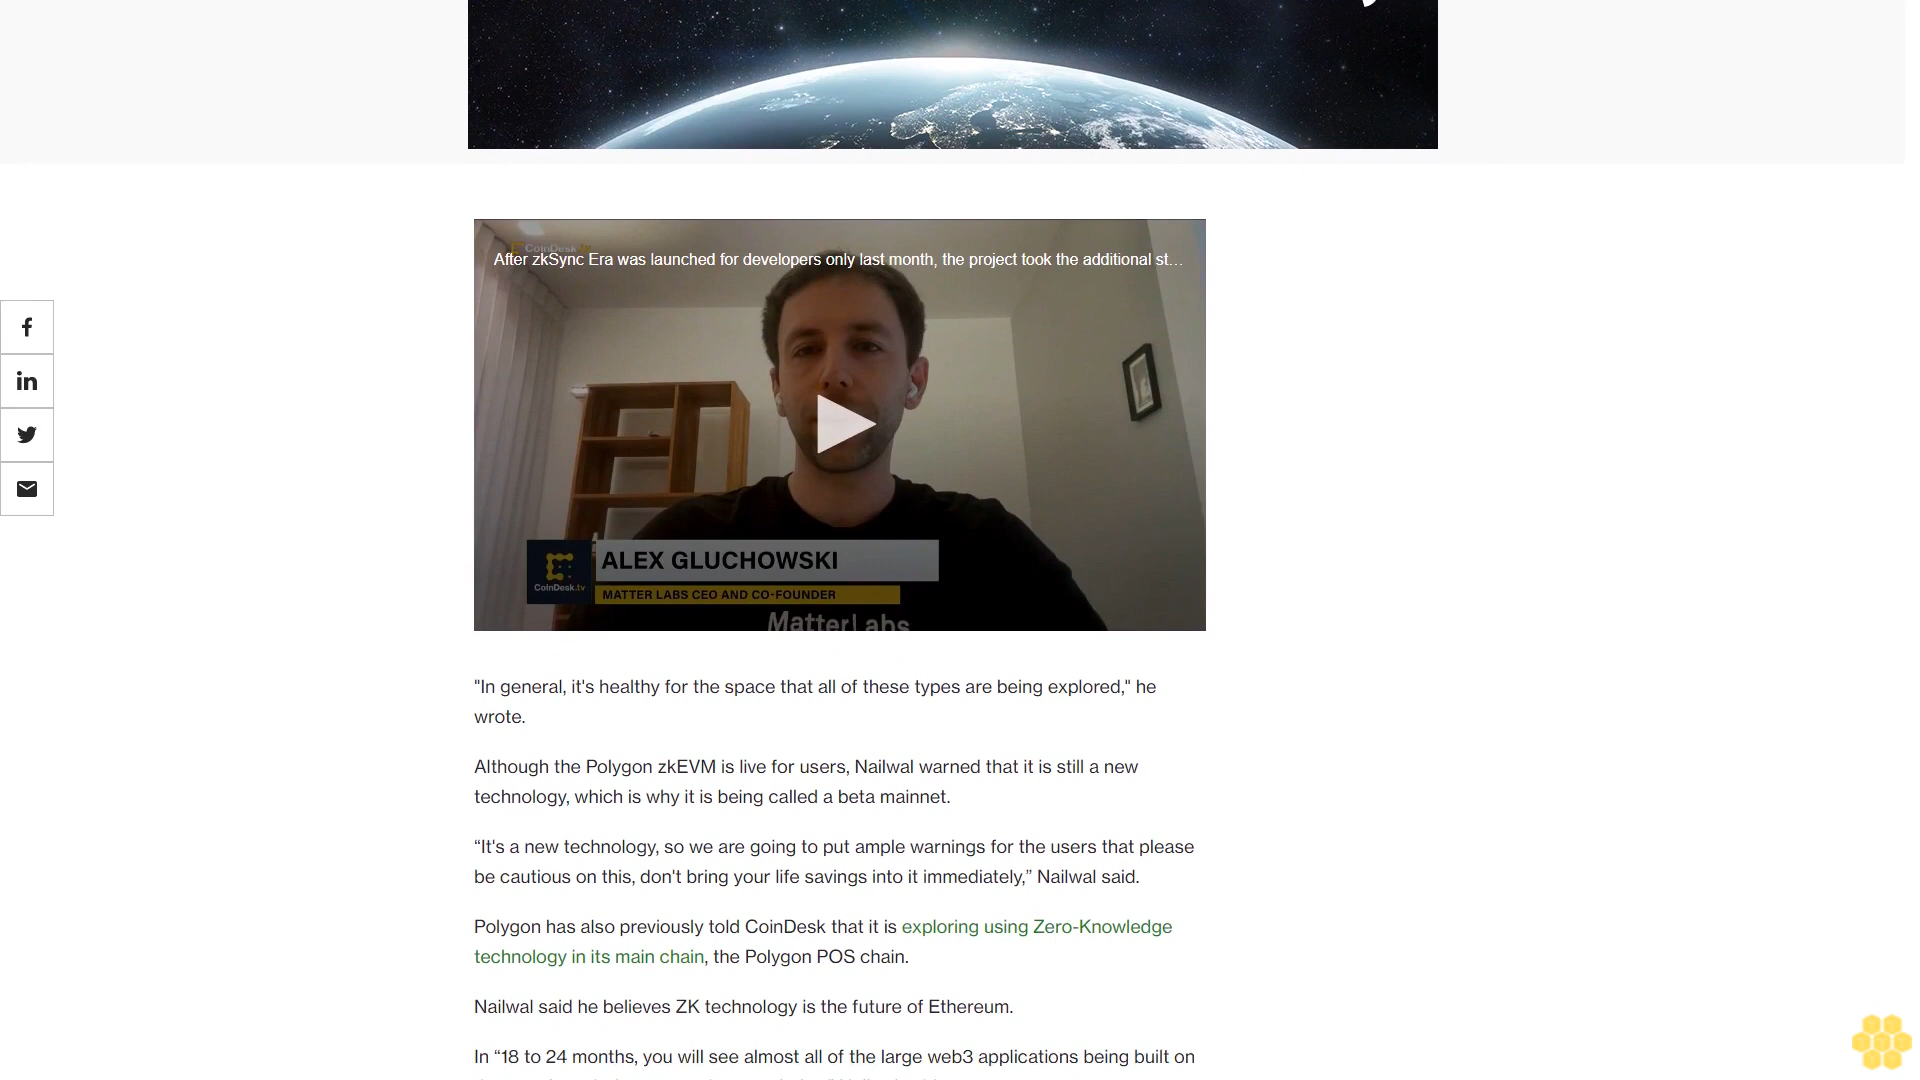 CoinDesk.tv
After zkSync Era was launched for developers only last month, the project took the additional st...
f
in
ALEX GLUCHOWSKI
CoinDesk.tv
MATTER LABS CEO AND CO-FOUNDER
MatterLabs
"In general, it's healthy for the space that all of these types are being explored," he
wrote.
Although the Polygon zkEVM is live for users, Nailwal warned that it is still a new
technology, which is why it is being called a beta mainnet.
“It's a new technology, so we are going to put ample warnings for the users that please
be cautious on this, don't bring your life savings into it immediately,” Nailwal said.
Polygon has also previously told CoinDesk that it is exploring using Zero-Knowledge
technology in its main chain, the Polygon POS chain.
Nailwal said he believes ZK technology is the future of Ethereum.
In “18 to 24 months, you will see almost all of the large web3 applications being built on